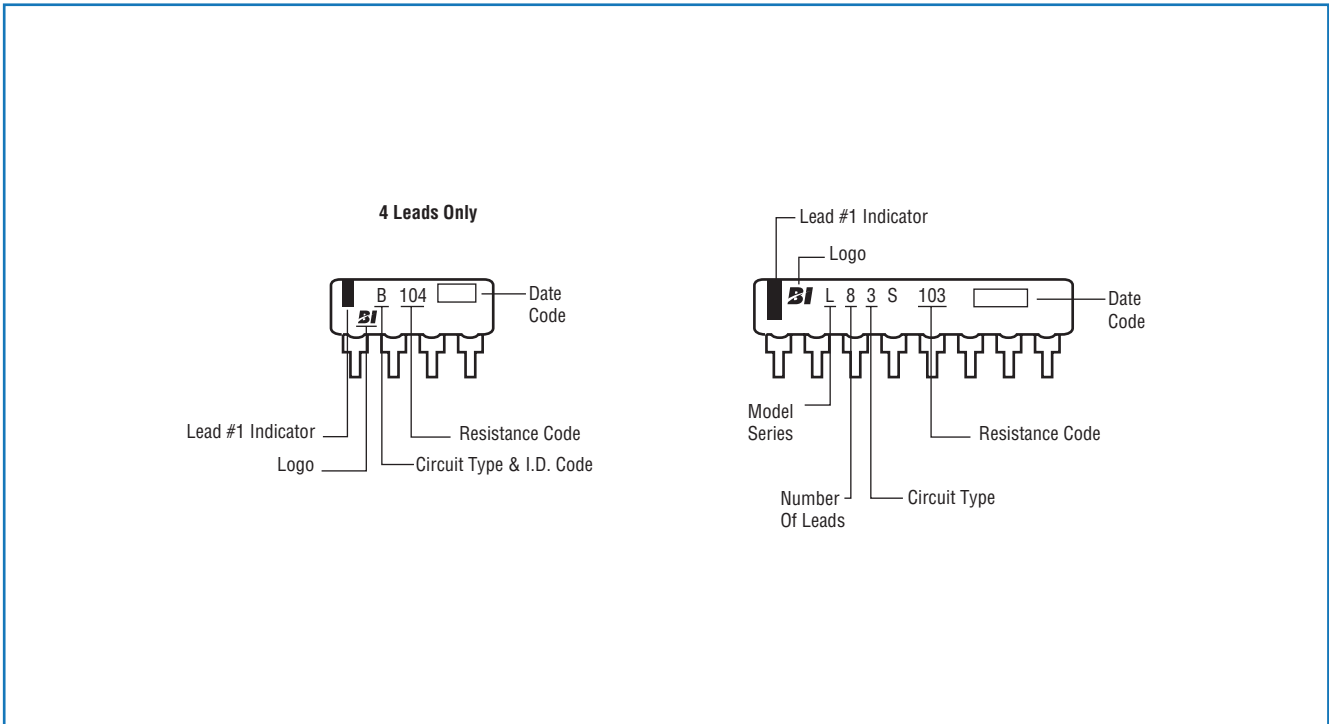 4 Leads Only
B 104
BI
Date
Code
Lead #1 Indicator
Logo
Resistance Code
Circuit Type & I.D. Code
Lead #1 Indicator
Logo
BI L 8 3 S 103
Date
Code
Model
Series
Resistance Code
Number
Of Leads
Circuit Type